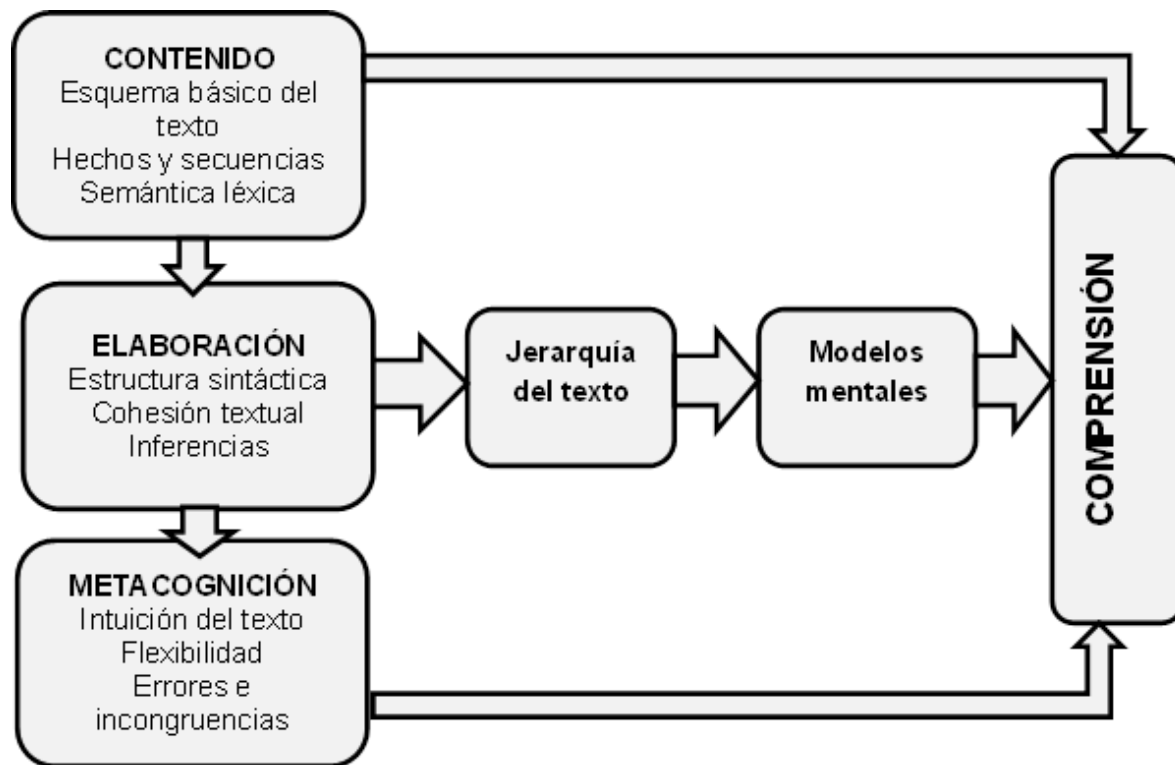 CONTENIDO
Esquema básico del
texto
Hechos y secuencias
Semántica léxica
ELABORACIÓN
Estructura sintáctica
Cohesión textual
Inferencias
Jerarquía
del texto
Modelos
mentales
COMPRENSIÓN
METACOGNICIÓN
Intuición del texto
Flexibilidad
Errores e
incongruencias